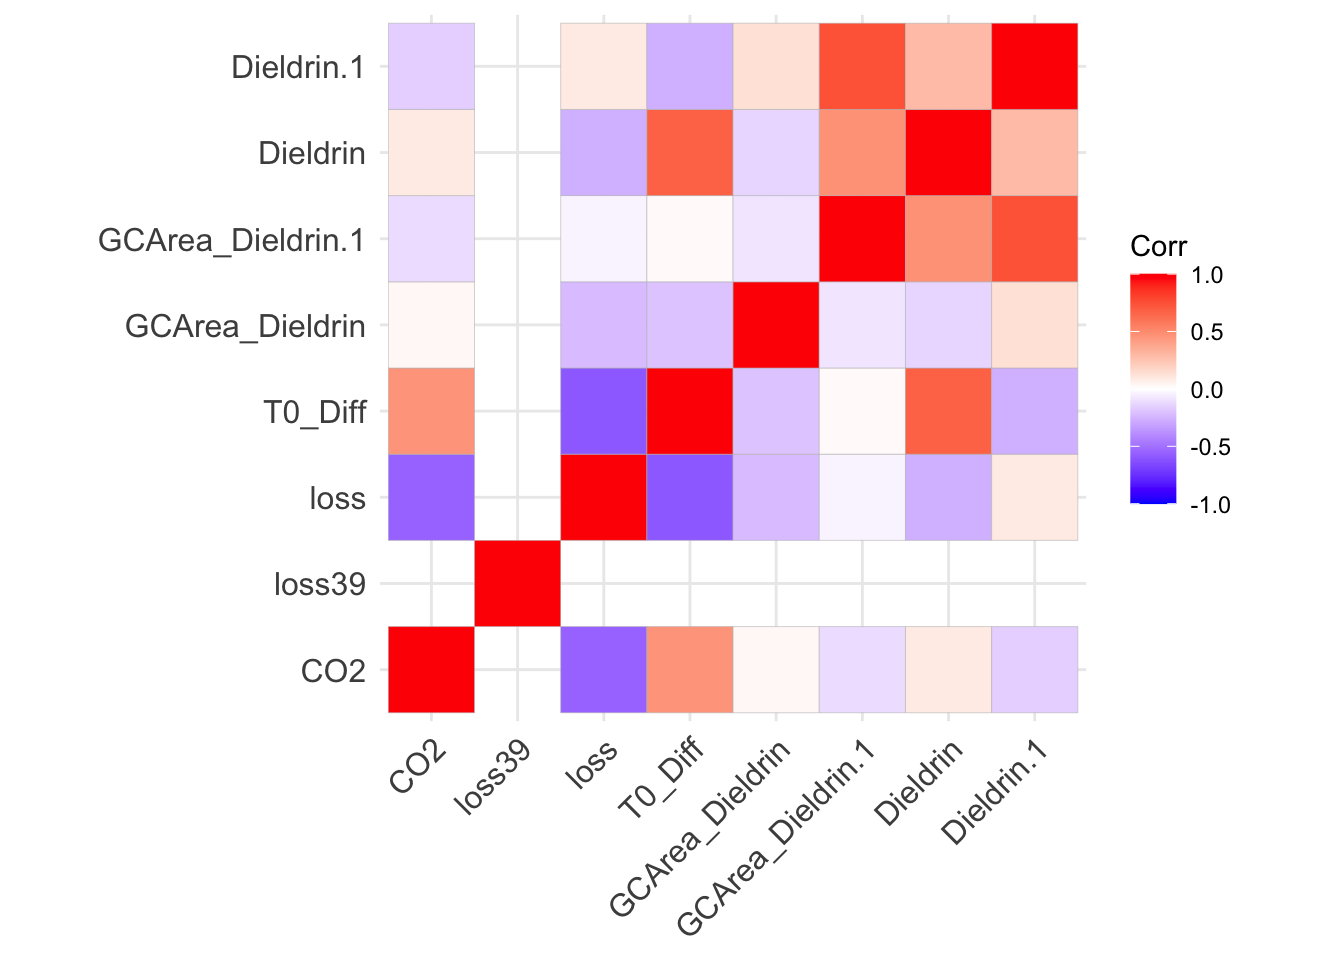 Dieldrin.1
Dieldrin
GCArea_Dieldrin.1
GCArea_Dieldrin
T0_Diff
loss
loss39
CO2
CO2
loss39
loss
T0_Diff
GCArea_Dieldrin
GCArea_Dieldrin.1
Dieldrin
Dieldrin.1
Corr
1.0
0.5
0.0
-0.5
-1.0